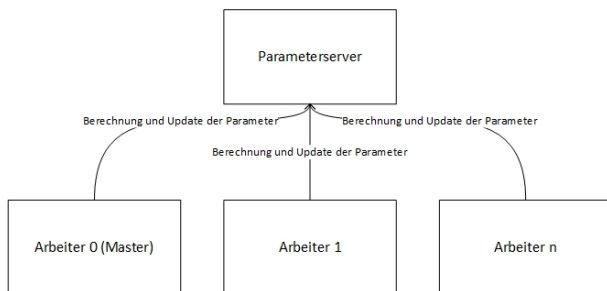 Parameterserver
Berechnung und Update der Parameter
Berechnung und Update der Parameter
Berechnung und Update der Parameter
Arbeiter 0 (Master)
Arbeiter 1
Arbeiter n